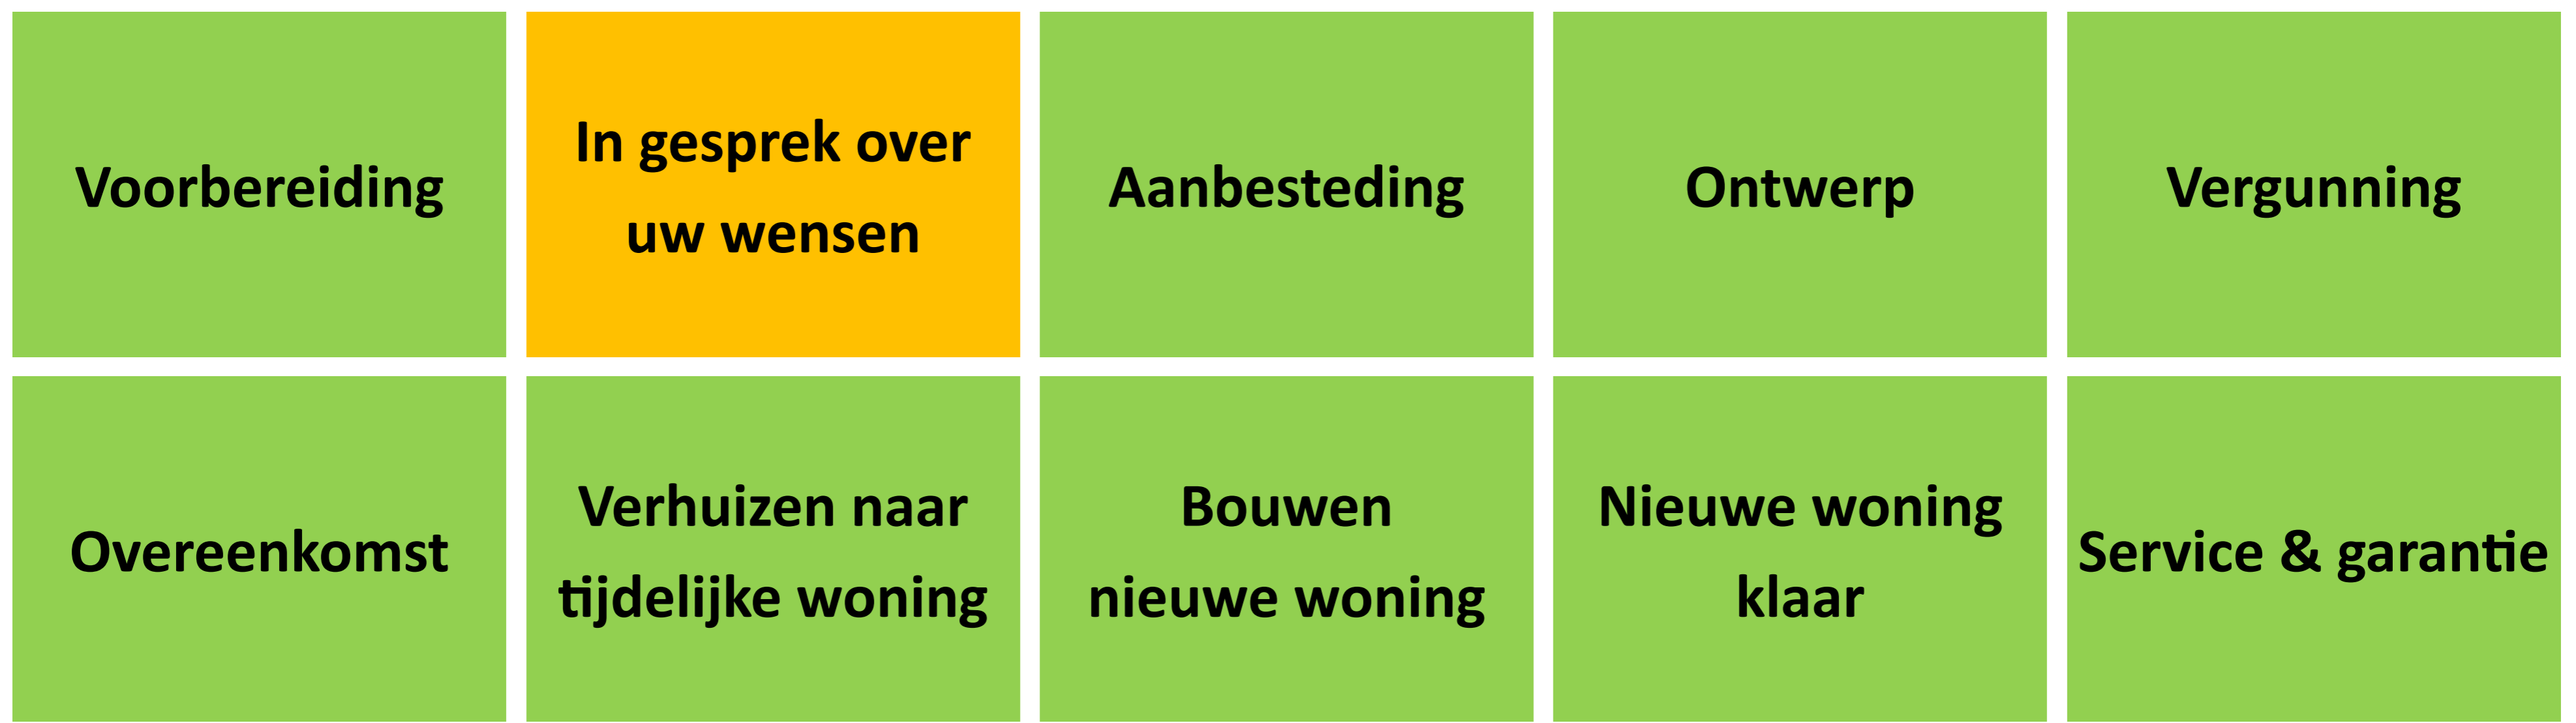 Voorbereiding
In gesprek over
uw wensen
Aanbesteding
Ontwerp
Vergunning
Overeenkomst
Verhuizen naar
tijdelijke woning
Bouwen
nieuwe woning
Nieuwe woning
klaar
Service & garantie